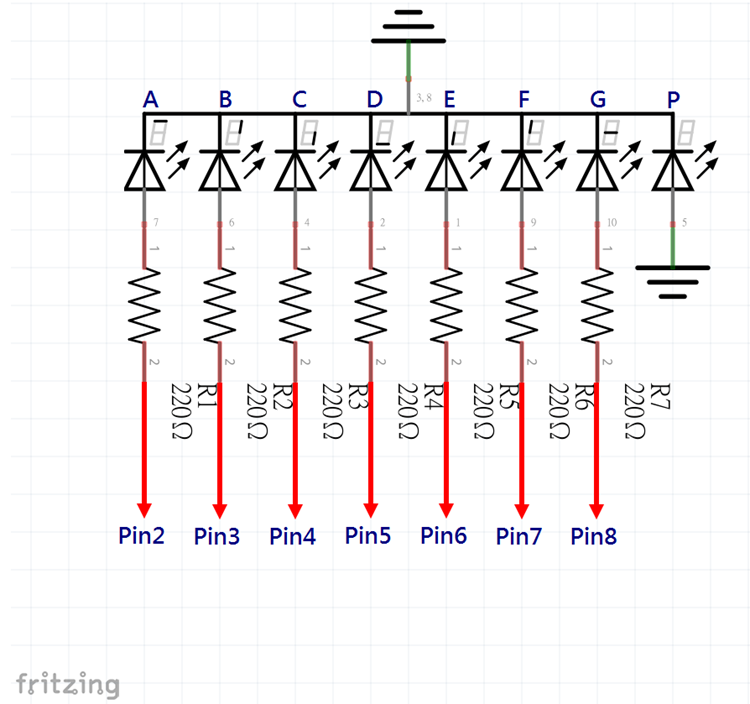 3, 8
A B C D E F G P
7 6 4 2 1 9 10 5
1 1 1 1 1 1 1
2 2 2 2 2 2 2
R1 R2 R3 R4 R5 R6 R7
220Ω 220Ω 220Ω 220Ω 220Ω 220Ω 220Ω
Pin2 Pin3 Pin4 Pin5 Pin6 Pin7 Pin8
fritzing